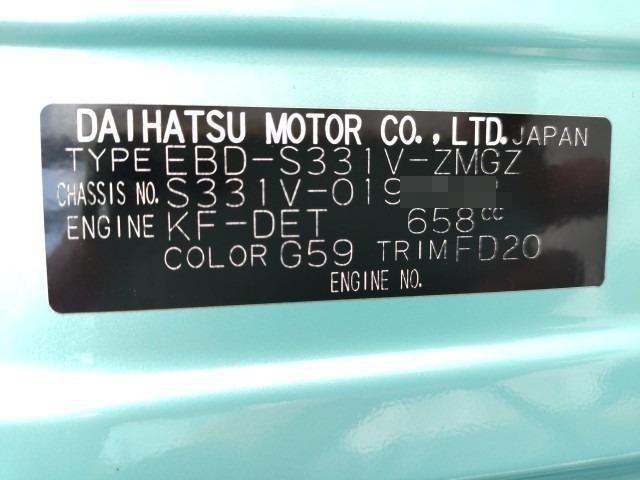 DAIHATSU MOTOR CO., LTD. JAPAN
TYPE EBD-S331V-ZMGZ
CHASSIS NO. S331V-019
ENGINE KF-DET 658cc
COLOR G59 TRIM FD20
ENGINE NO.